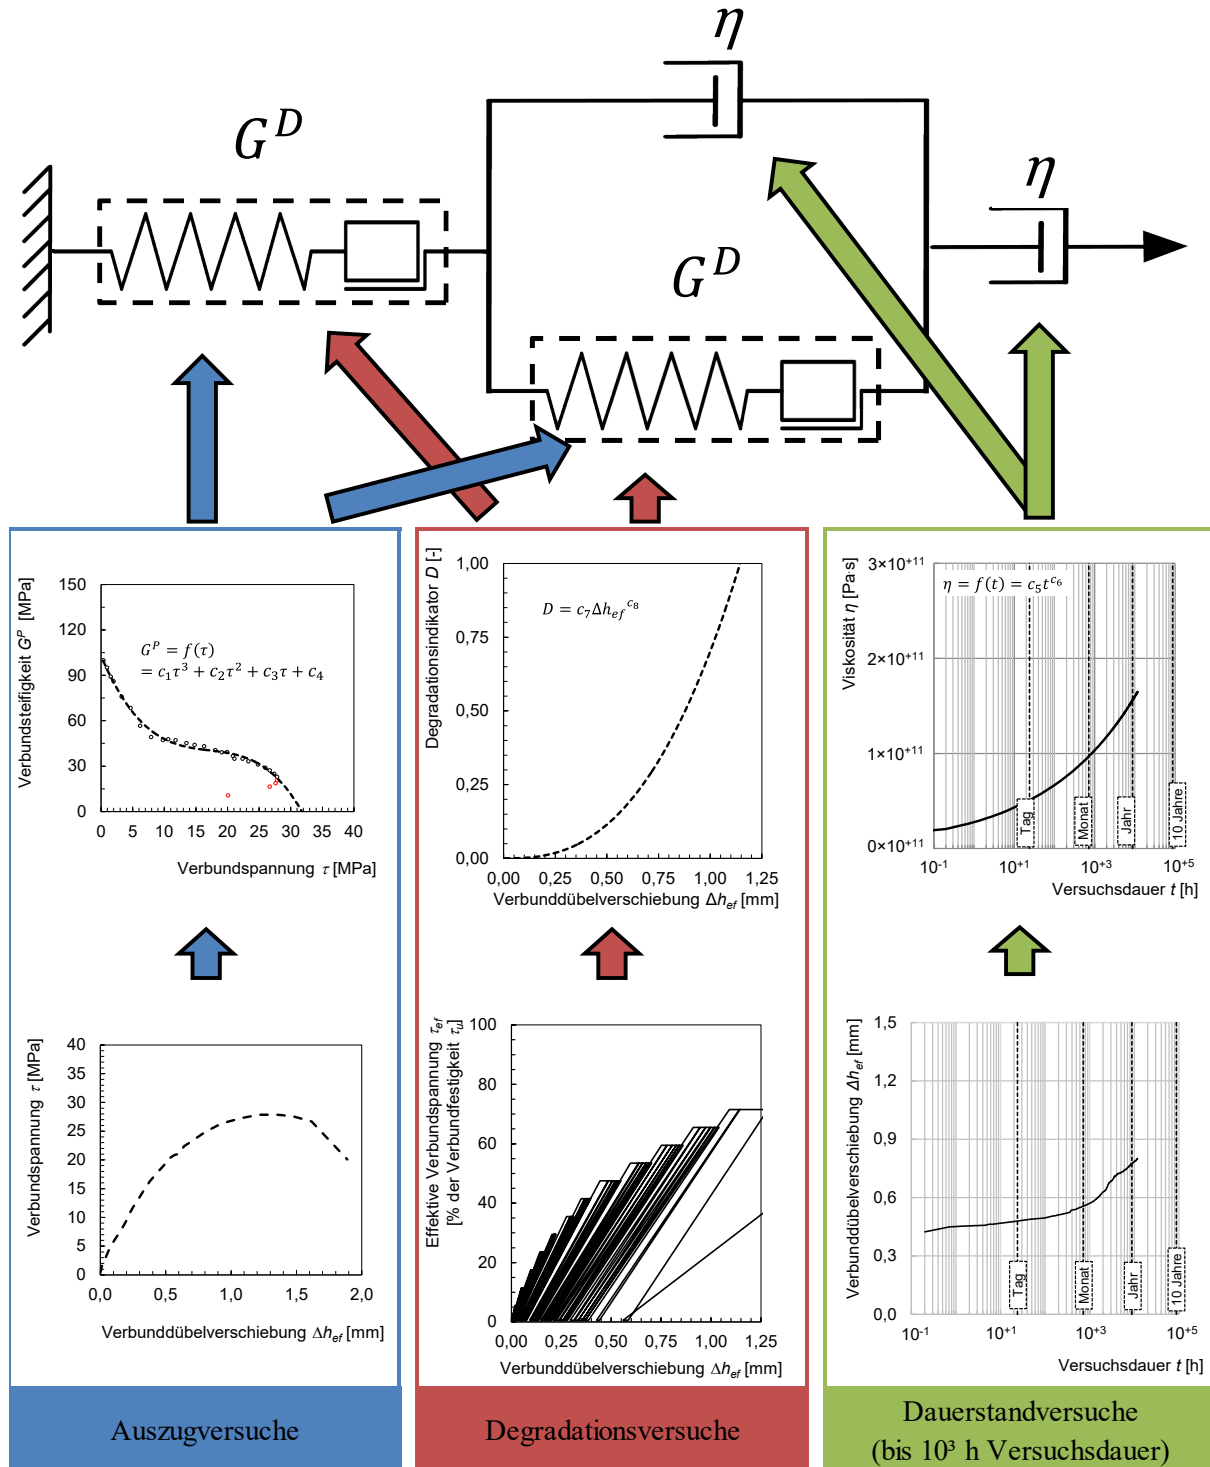 η
G^D
η
G^D
Verbundsteifigkeit G^P [MPa]
150
120
90
60
30
0
G^P = f(τ)
= c₁τ³ + c₂τ² + c₃τ + c₄
0 5 10 15 20 25 30 35 40
Verbundspannung τ [MPa]
Verbundspannung τ [MPa]
40
35
30
25
20
15
10
5
0
0,0 0,5 1,0 1,5 2,0
Verbunddübelverschiebung Δh_ef [mm]
Auszugversuche
Degradationsindikator D [-]
1,00
0,75
0,50
0,25
0,00
D = c₇Δh_ef^c₈
0,00 0,25 0,50 0,75 1,00 1,25
Verbunddübelverschiebung Δh_ef [mm]
Effektive Verbundspannung τ_ef
[% der Verbundfestigkeit τ_u]
100
80
60
40
20
0
0,00 0,25 0,50 0,75 1,00 1,25
Verbunddübelverschiebung Δh_ef [mm]
Degradationsversuche
Viskosität η [Pa·s]
3×10⁺¹¹
2×10⁺¹¹
1×10⁺¹¹
0×10⁺¹¹
η = f(t) = c₅t^c₆
Tag
Monat
Jahr
10 Jahre
10⁻¹ 10⁺¹ 10⁺³ 10⁺⁵
Versuchsdauer t [h]
Verbunddübelverschiebung Δh_ef [mm]
1,5
1,2
0,9
0,6
0,3
0,0
Tag
Monat
Jahr
10 Jahre
10⁻¹ 10⁺¹ 10⁺³ 10⁺⁵
Versuchsdauer t [h]
Dauerstandversuche
(bis 10³ h Versuchsdauer)